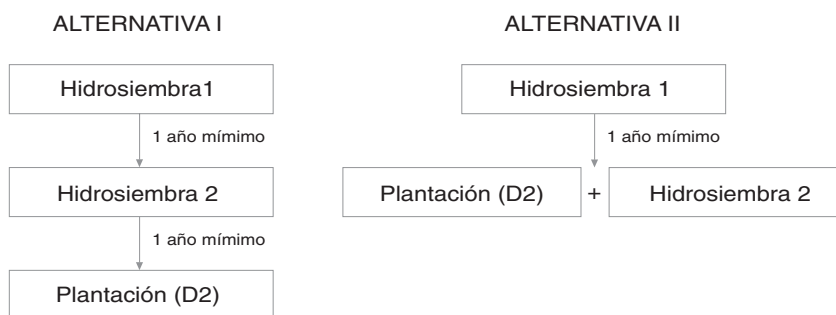 ALTERNATIVA I
Hidrosiembra1
1 año mímimo
Hidrosiembra 2
1 año mímimo
Plantación (D2)
ALTERNATIVA II
Hidrosiembra 1
1 año mímimo
Plantación (D2) + Hidrosiembra 2